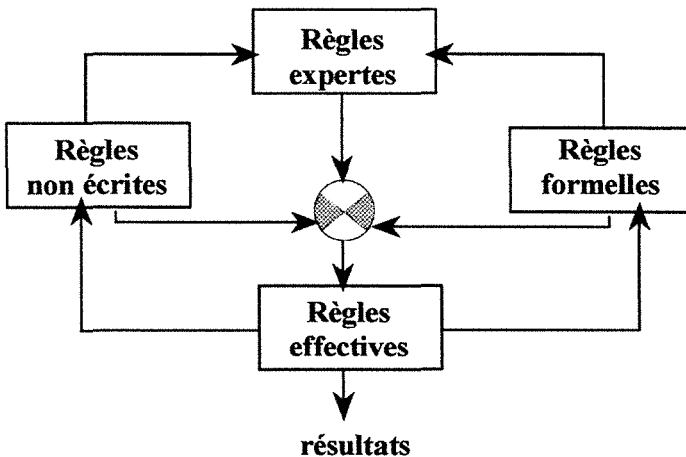 Règles
expertes
Règles
non écrites
Règles
formelles
Règles
effectives
résultats